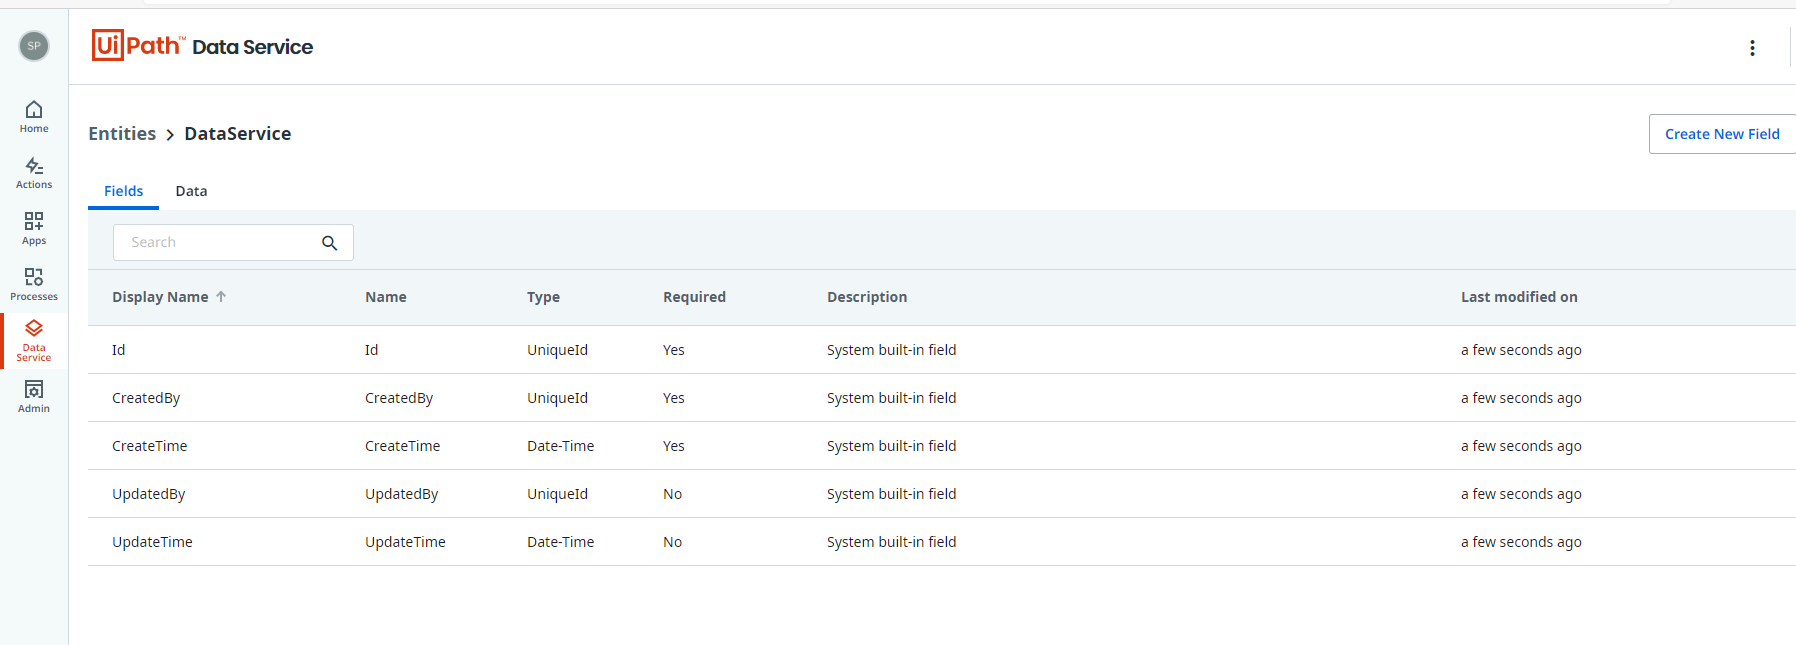 SP
UiPath™ Data Service
Home
Actions
Apps
Processes
Data
Service
Admin
Entities > DataService
Create New Field
Fields Data
Search
Display Name ↑ Name Type Required Description Last modified on
Id Id UniqueId Yes System built-in field a few seconds ago
CreatedBy CreatedBy UniqueId Yes System built-in field a few seconds ago
CreateTime CreateTime Date-Time Yes System built-in field a few seconds ago
UpdatedBy UpdatedBy UniqueId No System built-in field a few seconds ago
UpdateTime UpdateTime Date-Time No System built-in field a few seconds ago